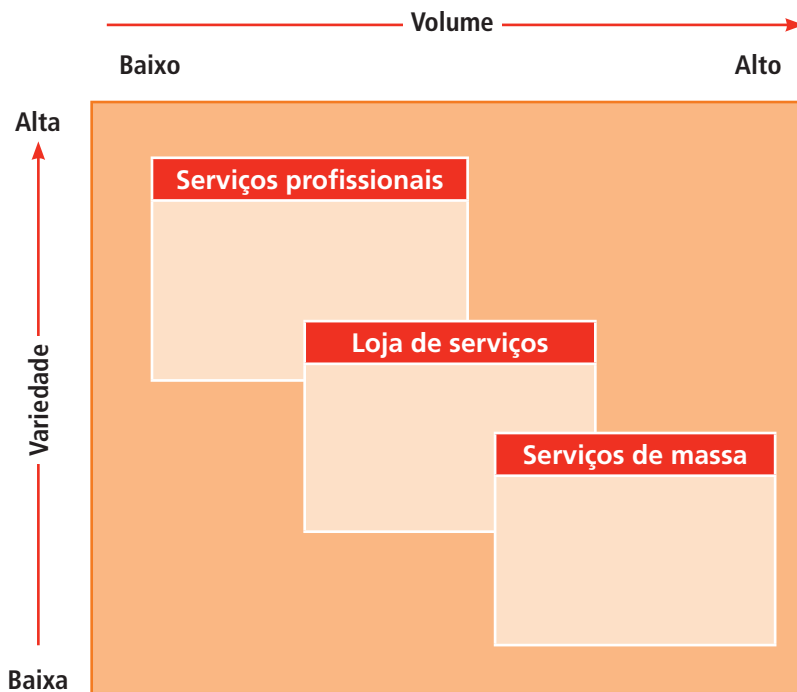 Volume
Baixo
Alto
Alta
Serviços profissionais
Loja de serviços
Variedade
Serviços de massa
Baixa